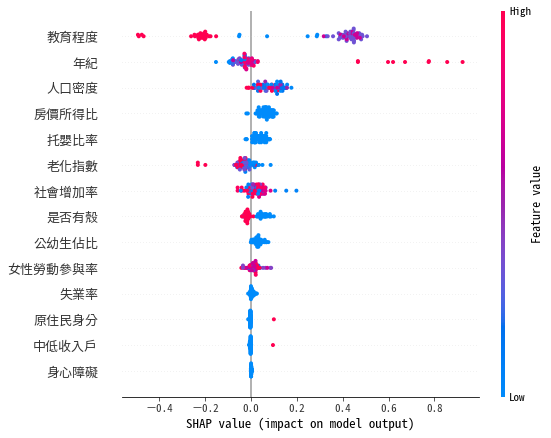 High
教育程度
年紀
人口密度
房價所得比
托嬰比率
老化指數
社會增加率
是否有殼
公幼生佔比
女性勞動參與率
失業率
原住民身分
中低收入戶
身心障礙
Feature value
Low
−0.4 −0.2 0.0 0.2 0.4 0.6 0.8
SHAP value (impact on model output)